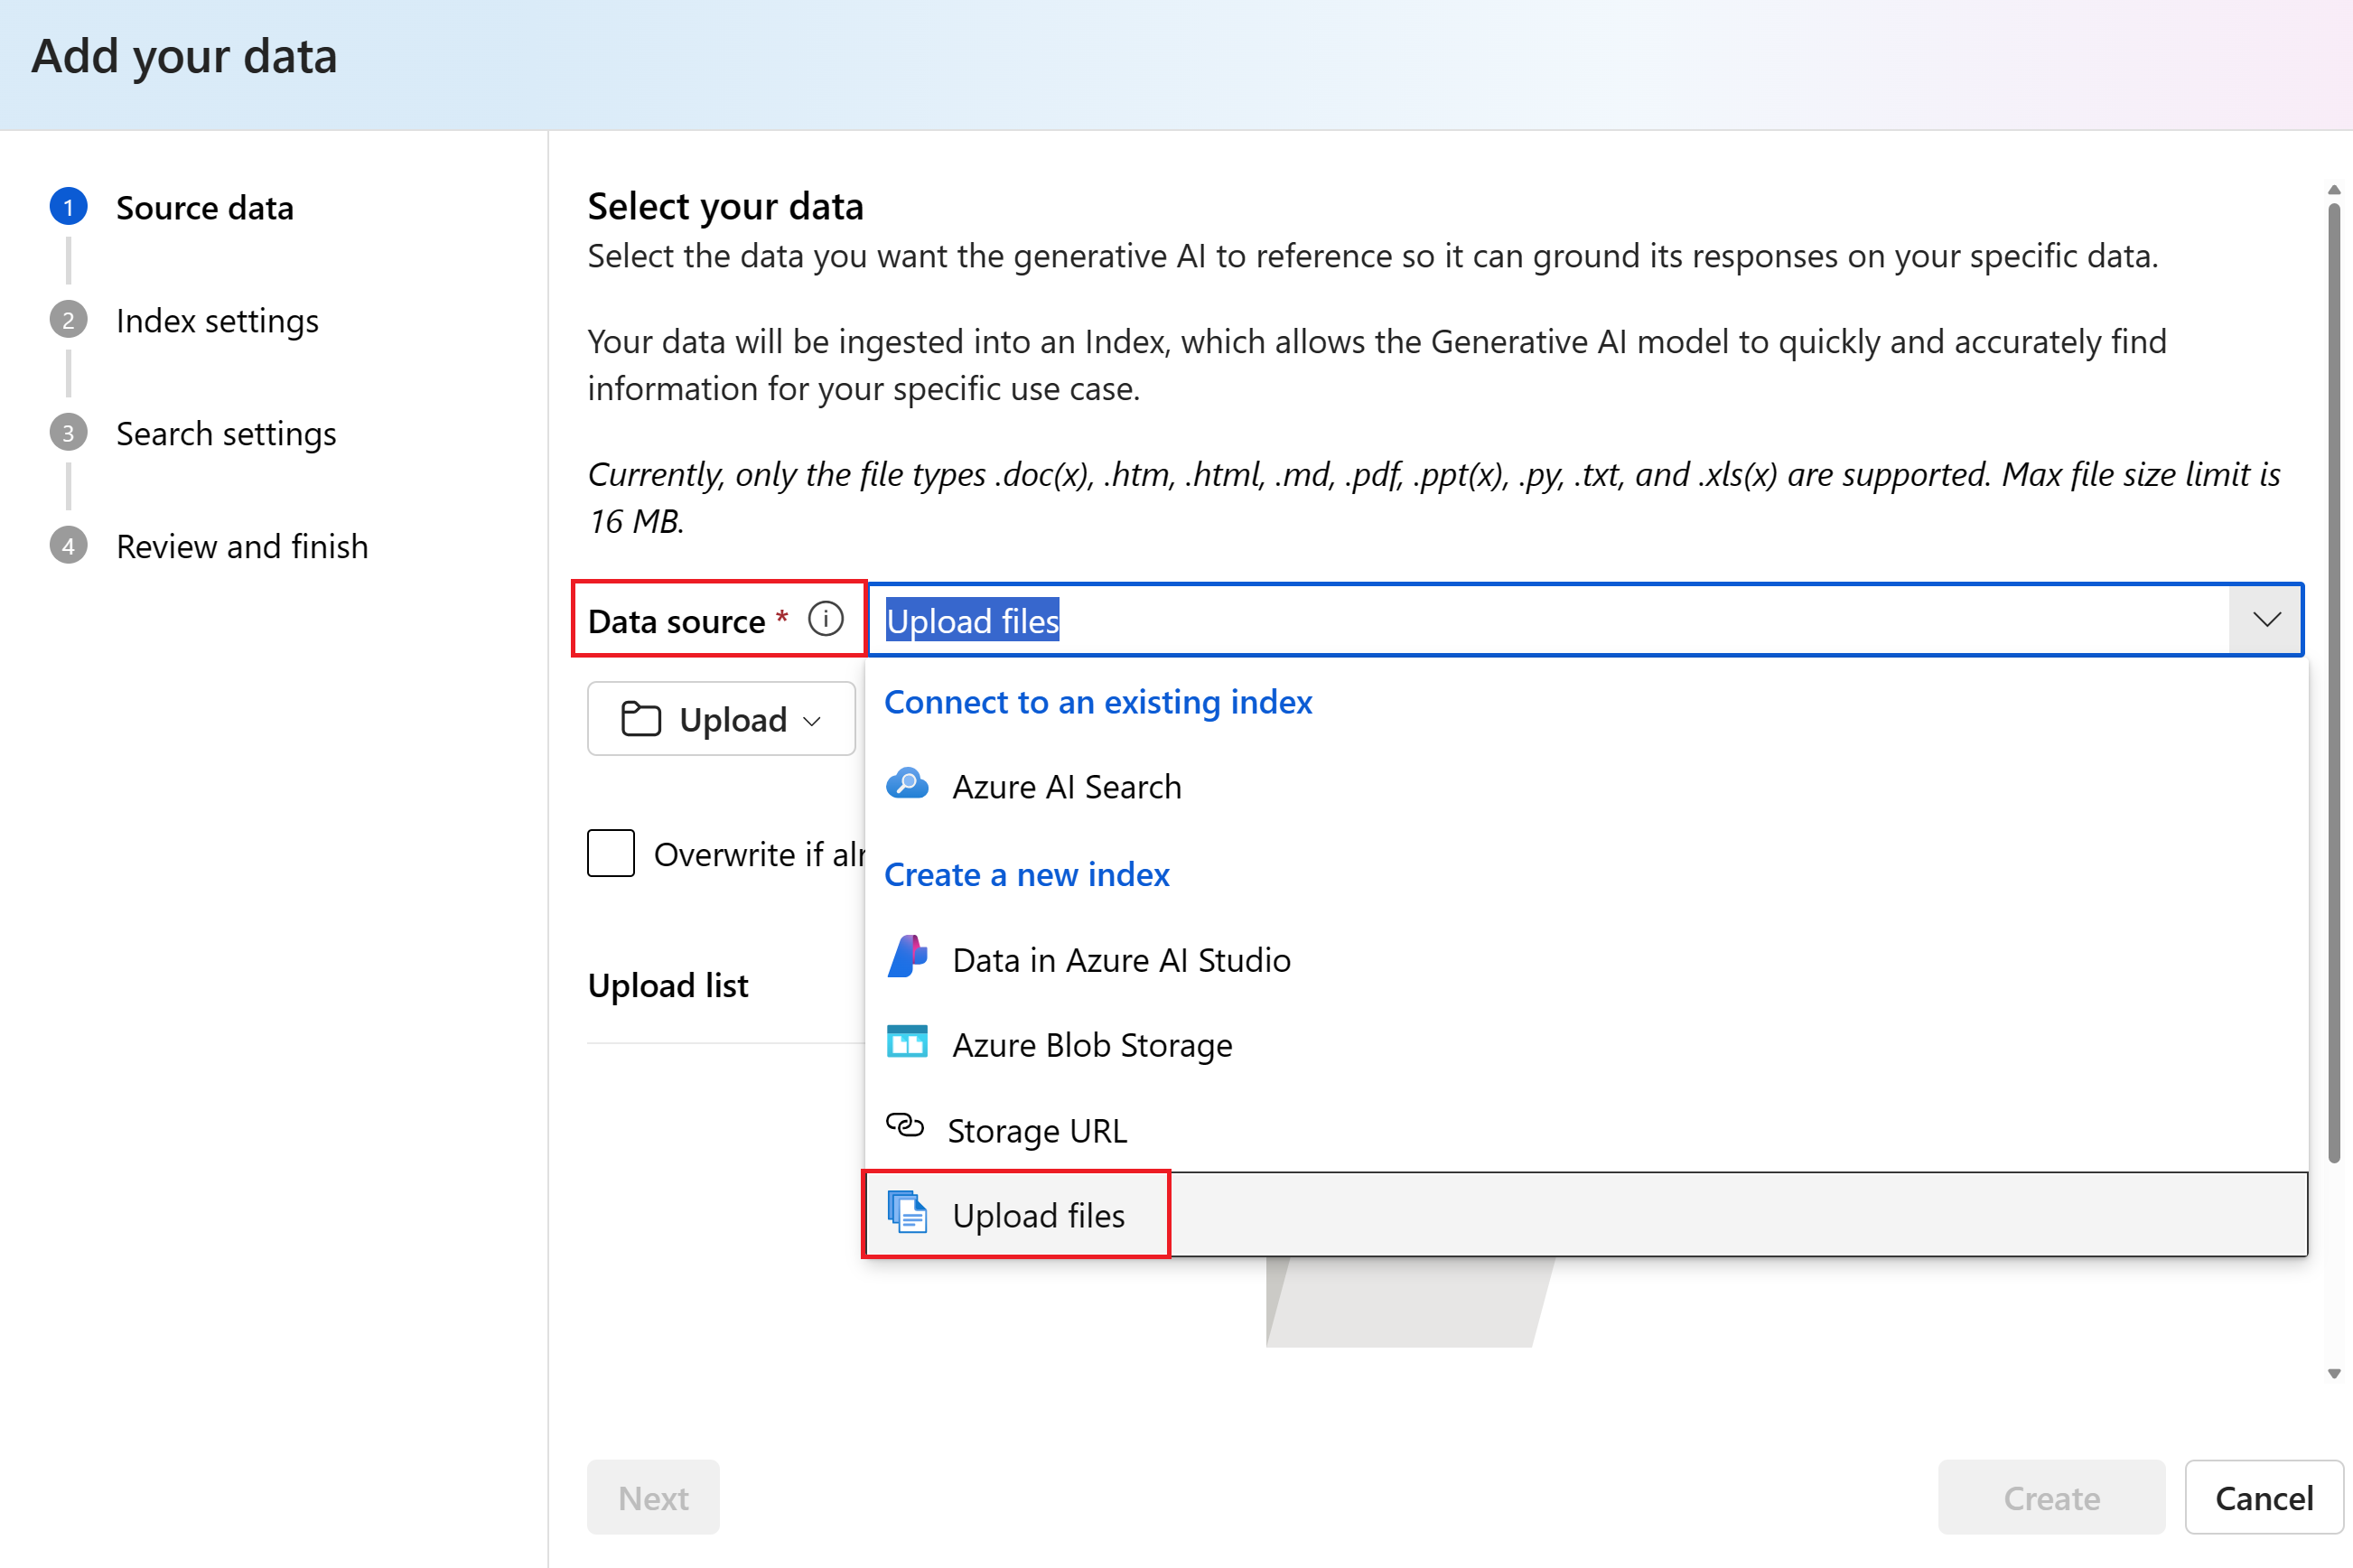 Add your data
1 Source data
2 Index settings
3 Search settings
4 Review and finish
Select your data
Select the data you want the generative AI to reference so it can ground its responses on your specific data.
Your data will be ingested into an Index, which allows the Generative AI model to quickly and accurately find
information for your specific use case.
Currently, only the file types .doc(x), .htm, .html, .md, .pdf, .ppt(x), .py, .txt, and .xls(x) are supported. Max file size limit is
16 MB.
Data source * i Upload files
Upload
Overwrite if
Upload list
Connect to an existing index
Azure AI Search
Create a new index
Data in Azure AI Studio
Azure Blob Storage
Storage URL
Upload files
Next
Create
Cancel